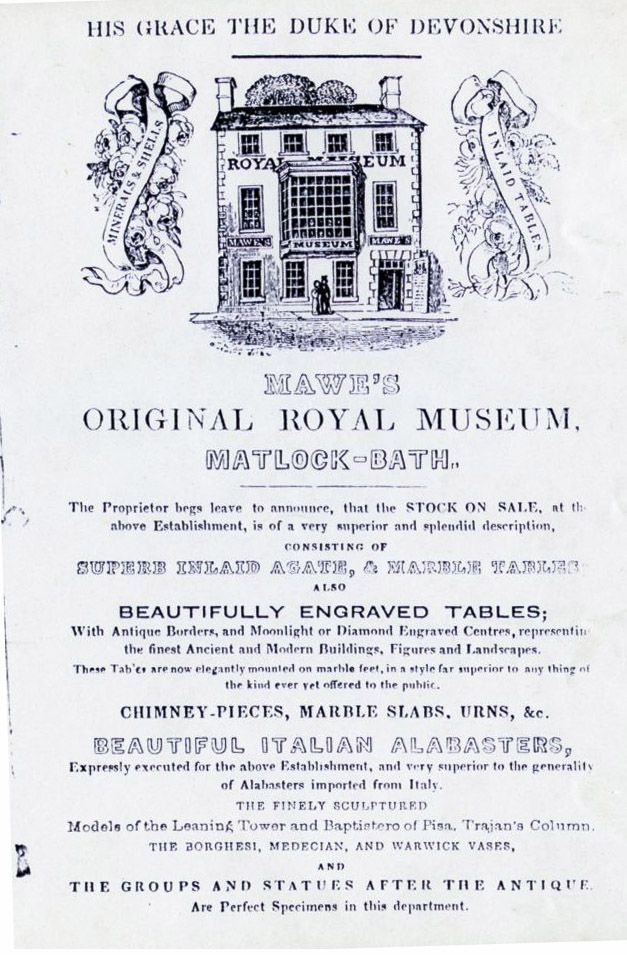 HIS GRACE THE DUKE OF DEVONSHIRE
MINERALS & SHELLS
INLAID TABLES
ROYAL MUSEUM
MAWE'S
MUSEUM
MAWE'S
MAWE'S
ORIGINAL ROYAL MUSEUM,
MATLOCK-BATH,,
The Proprietor begs leave to announce, that the STOCK ON SALE, at th
above Establishment, is of a very superior and splendid description,
CONSISTING OF
SUPERB INLAID AGATE, & MARBLE TABLES
ALSO
BEAUTIFULLY ENGRAVED TABLES;
With Antique Borders, and Moonlight or Diamond Engraved Centres, representin
the finest Ancient and Modern Buildings, Figures and Landscapes.
These Tab'es are now elegantly mounted on marble feet, in a style far superior to any thing of
the kind ever yet offered to the public.
CHIMNEY-PIECES, MARBLE SLABS, URNS, &c.
BEAUTIFUL ITALIAN ALABASTERS,
Expressly executed for the above Establishment, and very superior to the generality
of Alabasters imported from Italy.
THE FINELY SCULPTURED
Models of the Leaning Tower and Baptistero of Pisa, Trajan's Column,
THE BORGHESI, MEDECIAN, AND WARWICK VASES,
AND
THE GROUPS AND STATUES AFTER THE ANTIQUE,
Are Perfect Specimens in this department.